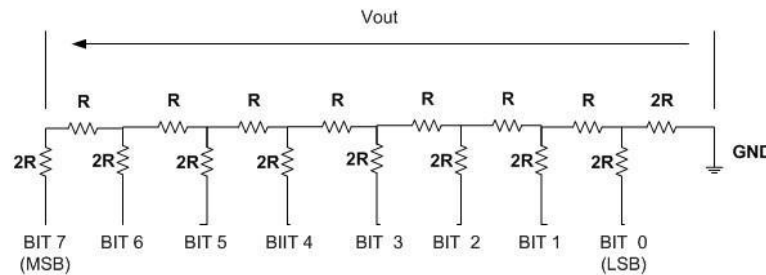 Vout
R R R R R R R 2R
2R 2R 2R 2R 2R 2R 2R 2R GND
BIT 7 BIT 6 BIT 5 BIIT 4 BIT 3 BIT 2 BIT 1 BIT 0
(MSB) (LSB)